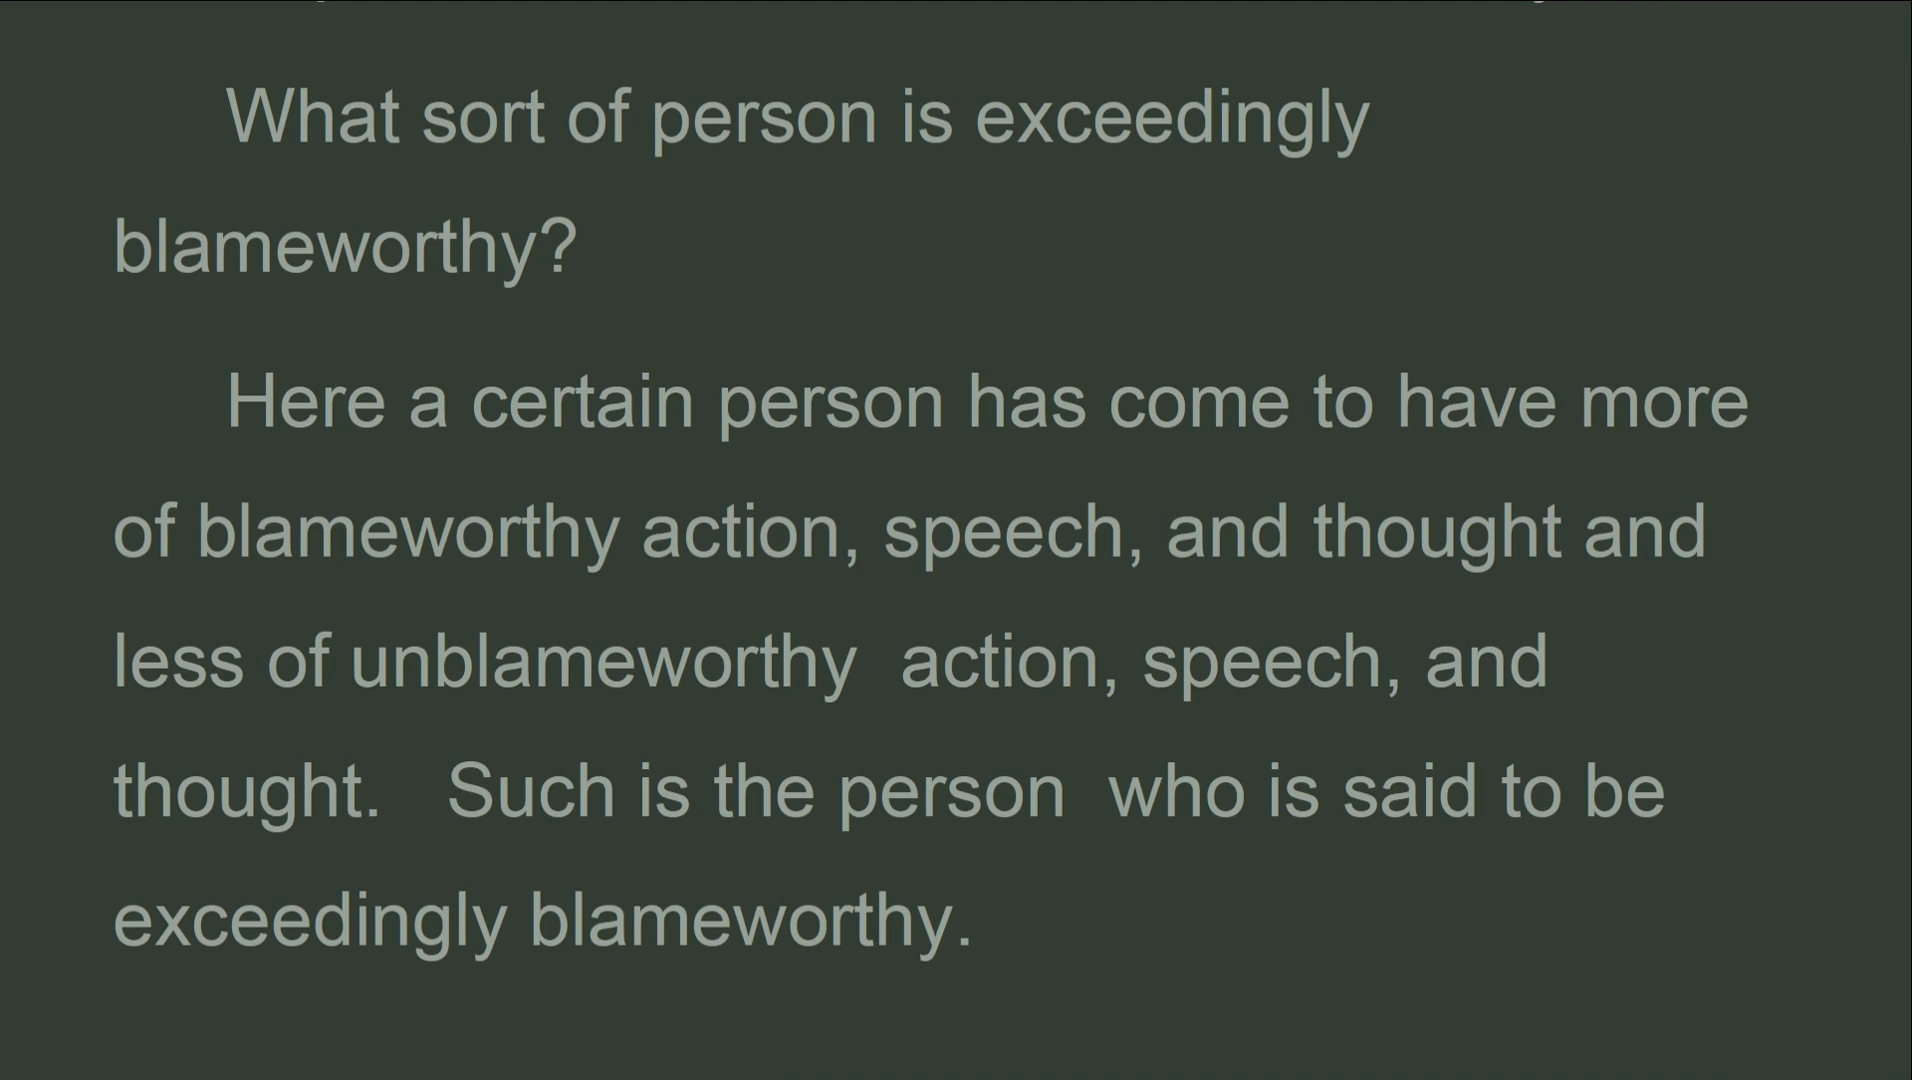 What sort of person is exceedingly
blameworthy?
Here a certain person has come to have more
of blameworthy action, speech, and thought and
less of unblameworthy  action, speech, and
thought.   Such is the person  who is said to be
exceedingly blameworthy.